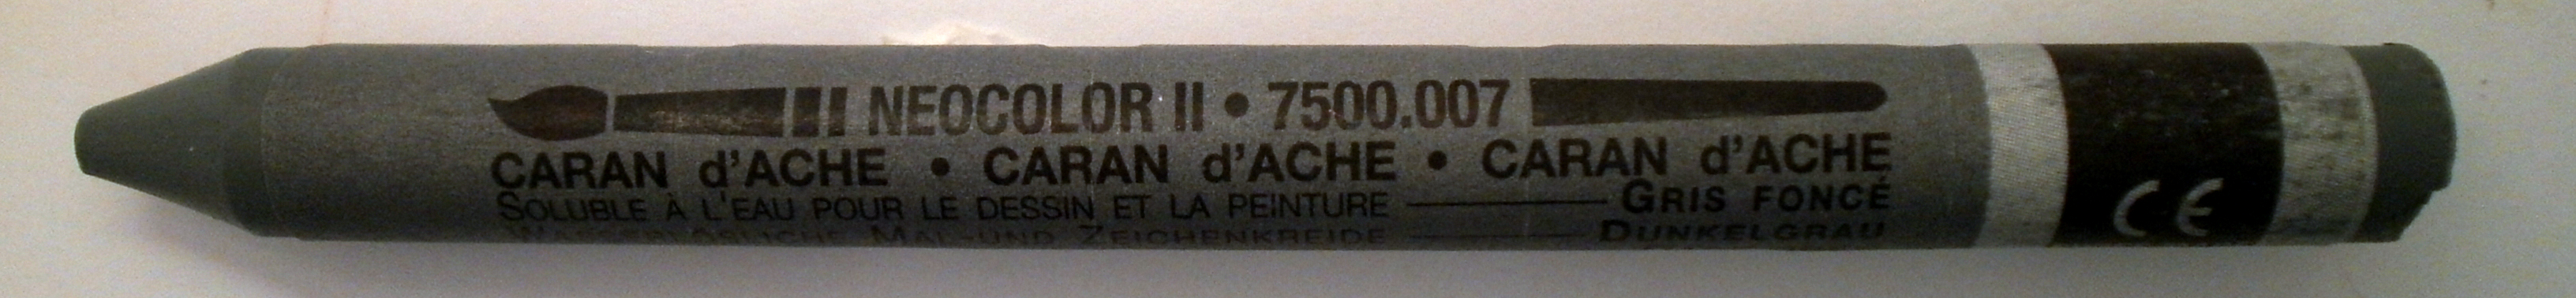 NEOCOLOR II • 7500.007
CARAN d'ACHE • CARAN d'ACHE • CARAN d'ACHE
SOLUBLE À L'EAU POUR LE DESSIN ET LA PEINTURE GRIS FONCÉ
WASSERLÖSLICHE MAL-UND ZEICHENKREIDE DUNKELGRAU
CE